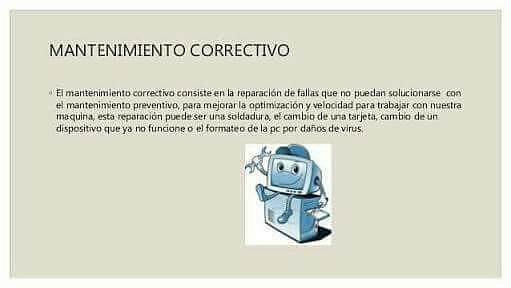 MANTENIMIENTO CORRECTIVO
El mantenimiento correctivo consiste en la reparación de fallas que no puedan solucionarse con
el mantenimiento preventivo, para mejorar la optimización y velocidad para trabajar con nuestra
maquina, esta reparación puede ser una soldadura, el cambio de una tarjeta, cambio de un
dispositivo que ya no funcione o el formateo de la pc por daños de virus.